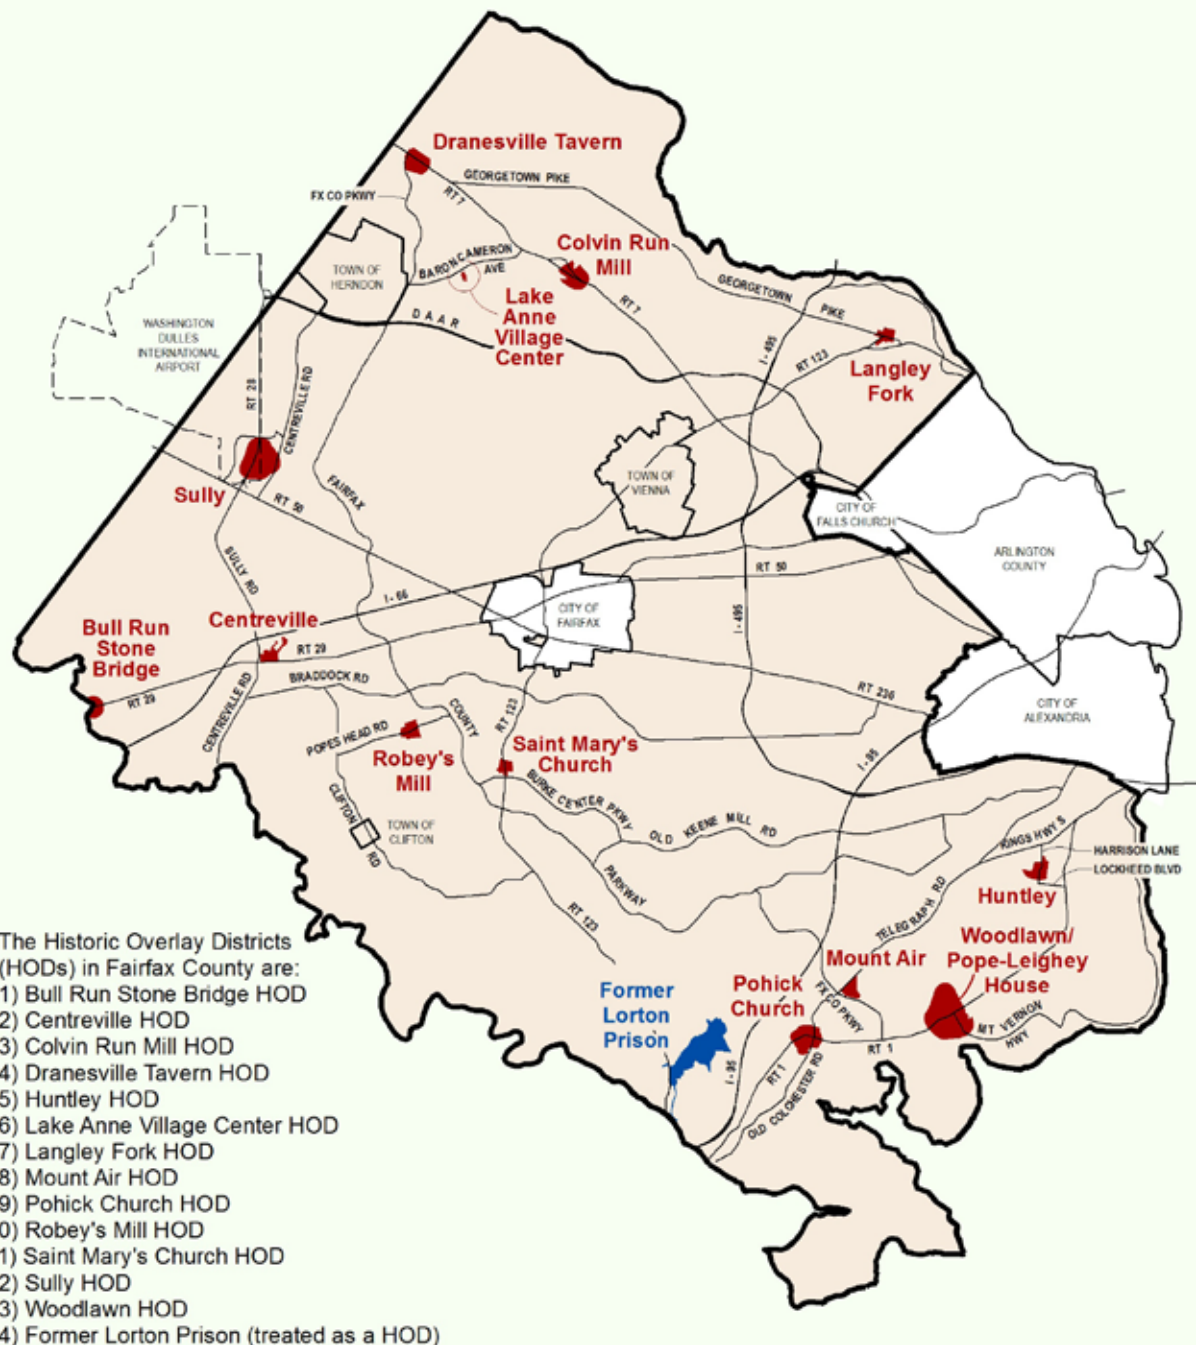 Dranesville Tavern
GEORGETOWN PIKE
FX CO PKWY
RT 7
Colvin Run
Mill
BARON CAMERON
AVE
TOWN OF
HERNDON
Lake
Anne
Village
Center
RT 7
GEORGETOWN
PIKE
DAAR
WASHINGTON
DULLES
INTERNATIONAL
AIRPORT
I-495
RT 123
Langley
Fork
RT 28
CENTREVILLE RD
Sully
RT 50
FAIRFAX
TOWN OF
VIENNA
CITY OF
FALLS CHURCH
ARLINGTON
COUNTY
SULLY RD
RT 50
I-66
CITY OF
FAIRFAX
I-495
Centreville
Bull Run
Stone
Bridge
RT 29
RT 29
BRADDOCK RD
CENTREVILLE RD
RT 236
CITY OF
ALEXANDRIA
COUNTY
RT 123
POPES HEAD RD
Robey's
Mill
Saint Mary's
Church
I-95
BURKE CENTER PKWY
OLD KEENE MILL RD
CLIFTON
RD
TOWN OF
CLIFTON
PARKWAY
KINGS HWY S
HARRISON LANE
LOCKHEED BLVD
Huntley
TELEGRAPH RD
RT 123
Woodlawn/
Pope-Leighey
House
Mount Air
Pohick
Church
FX CO PKWY
Former
Lorton
Prison
MT VERNON
HWY
RT 1
I-95
RT 1
OLD COLCHESTER RD
The Historic Overlay Districts
(HODs) in Fairfax County are:
1) Bull Run Stone Bridge HOD
2) Centreville HOD
3) Colvin Run Mill HOD
4) Dranesville Tavern HOD
5) Huntley HOD
6) Lake Anne Village Center HOD
7) Langley Fork HOD
8) Mount Air HOD
9) Pohick Church HOD
0) Robey's Mill HOD
1) Saint Mary's Church HOD
2) Sully HOD
3) Woodlawn HOD
4) Former Lorton Prison (treated as a HOD)